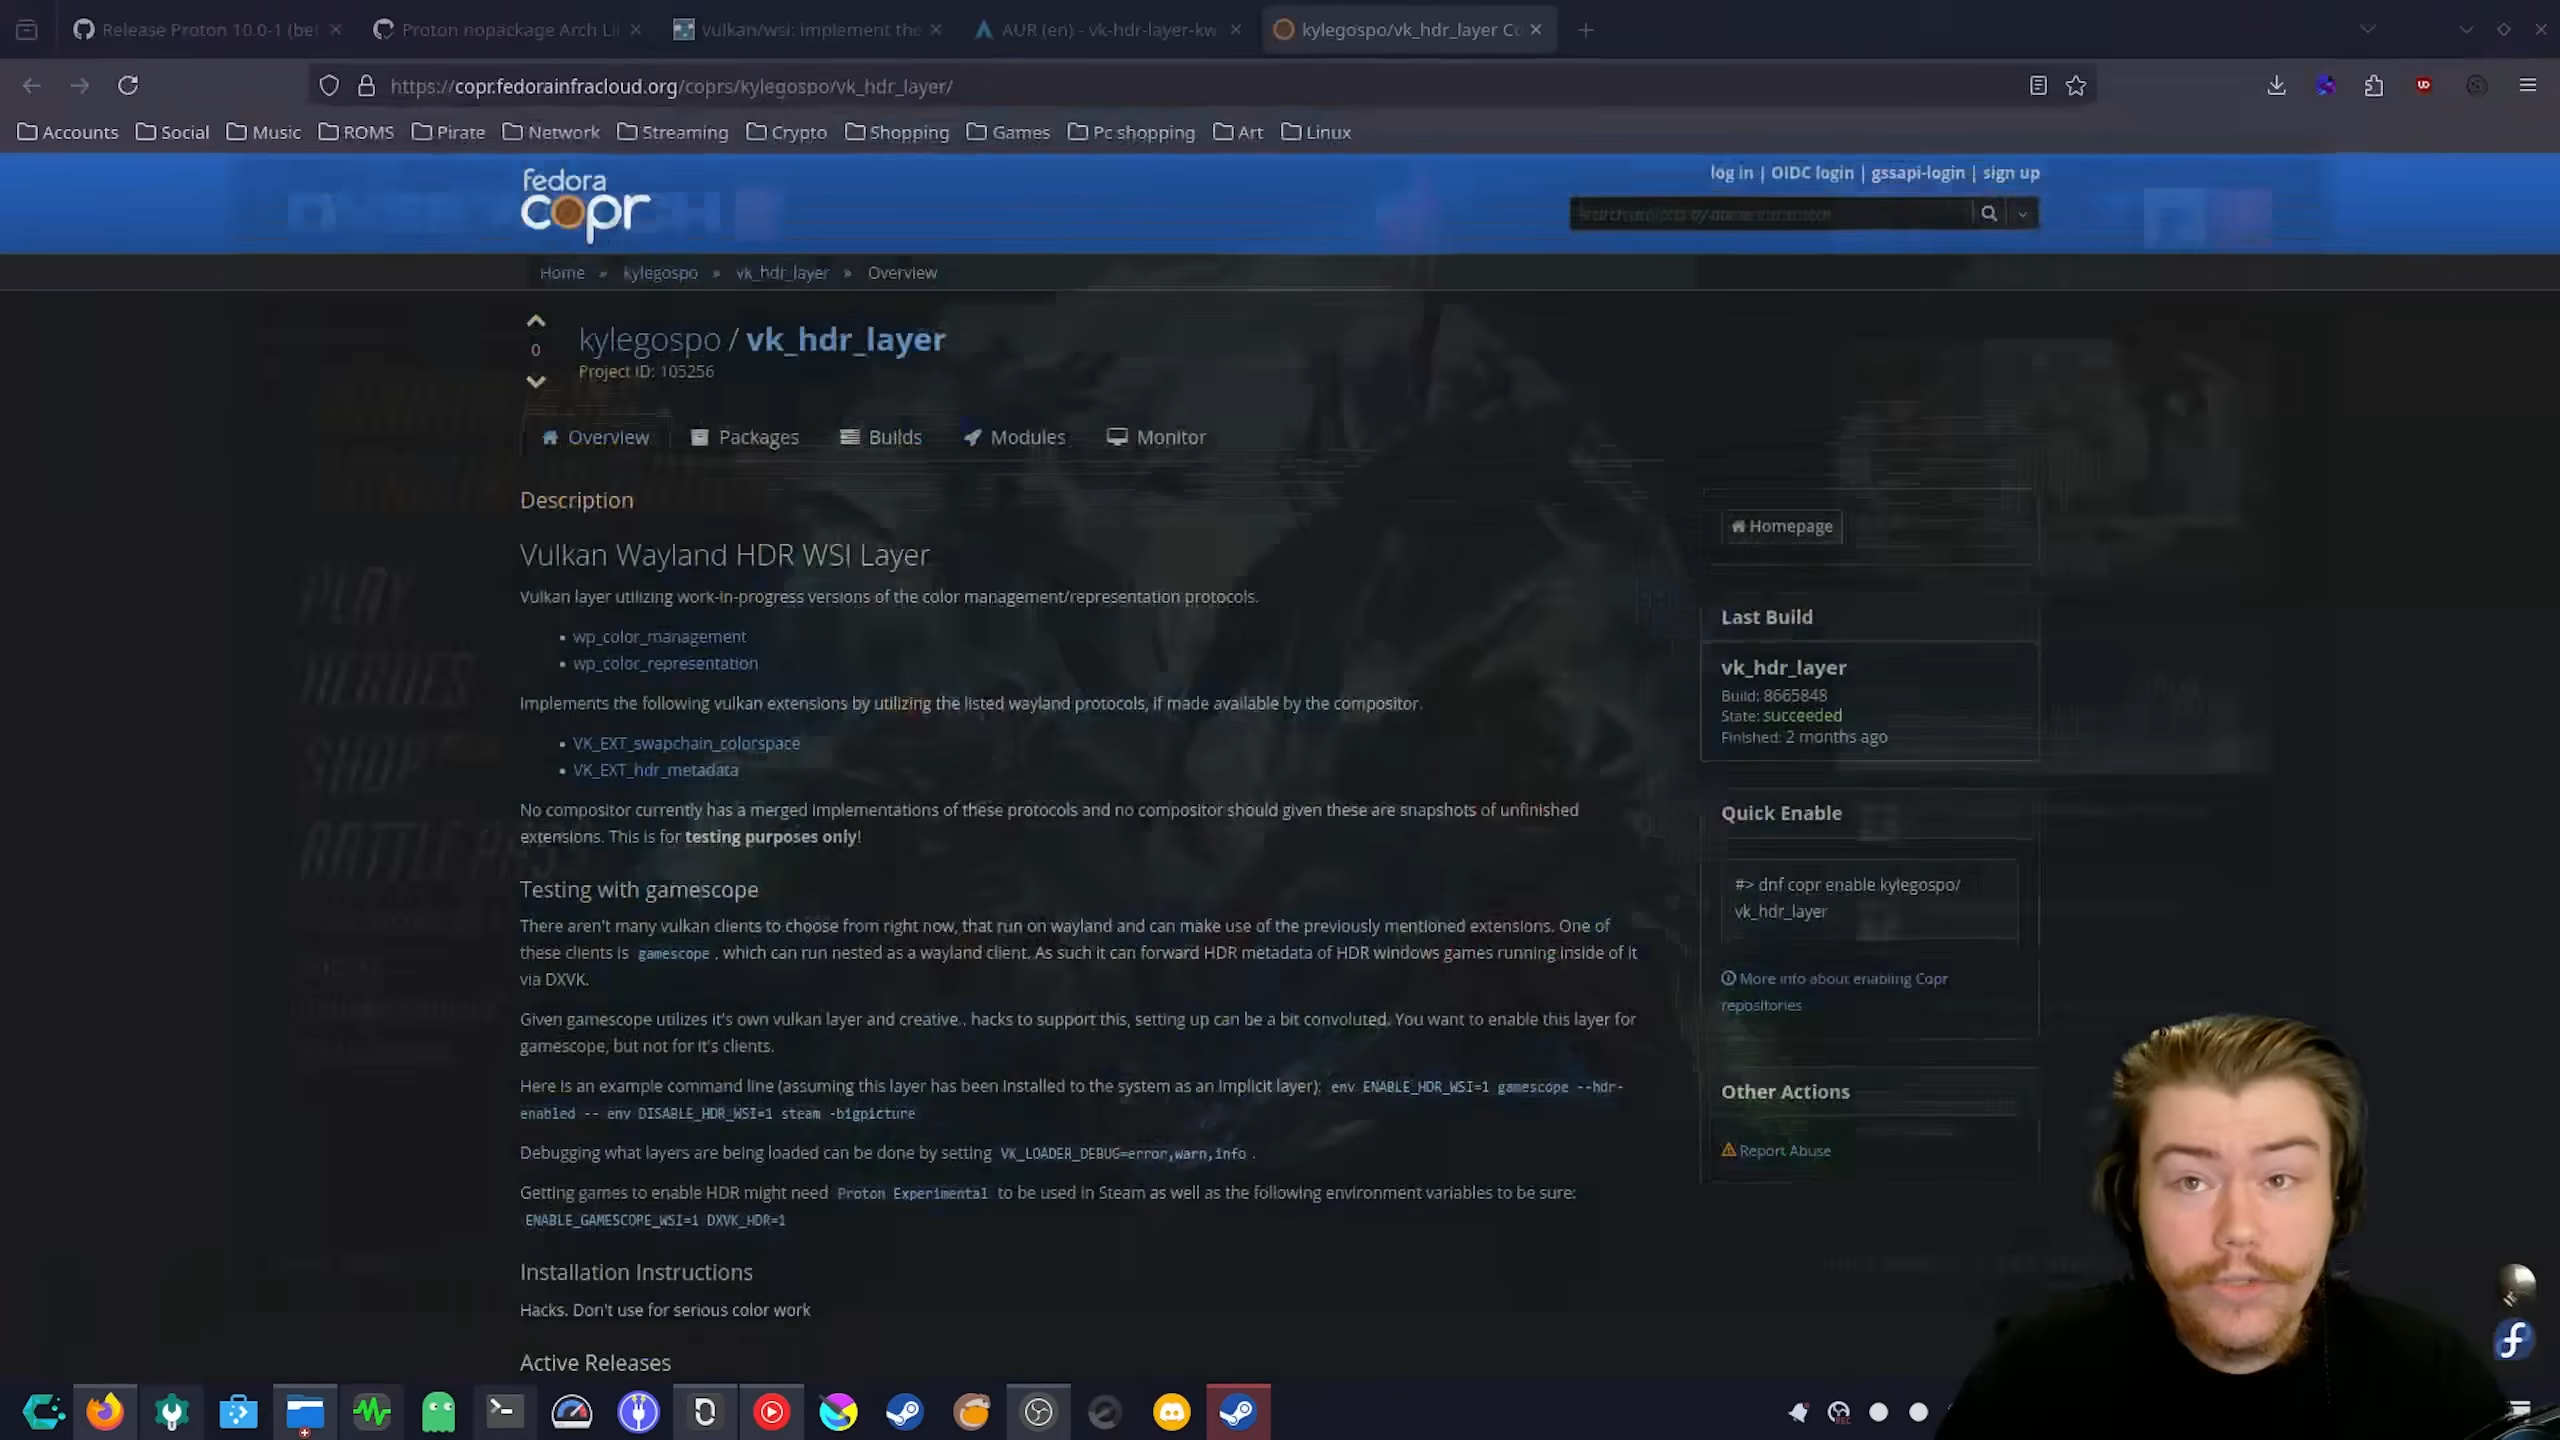 Release Proton 10.0-1 (bet
Proton nopackage Arch Li
vulkan/wsi: implement the
AUR (en) - vk-hdr-layer-kw
kylegospo/vk_hdr_layer Co
https://copr.fedorainfracloud.org/coprs/kylegospo/vk_hdr_layer/
Accounts Social Music ROMS Pirate Network Streaming Crypto Shopping Games Pc shopping Art Linux
fedora
copr
log in | OIDC login | gssapi-login | sign up
Home » kylegospo » vk_hdr_layer » Overview
kylegospo / vk_hdr_layer
0
Project ID: 105256
Overview Packages Builds Modules Monitor
Description
Vulkan Wayland HDR WSI Layer
Vulkan layer utilizing work-in-progress versions of the color management/representation protocols.
• wp_color_management
• wp_color_representation
Implements the following vulkan extensions by utilizing the listed wayland protocols, if made available by the compositor.
• VK_EXT_swapchain_colorspace
• VK_EXT_hdr_metadata
No compositor currently has a merged implementations of these protocols and no compositor should given these are snapshots of unfinished
extensions. This is for testing purposes only!
Testing with gamescope
There aren't many vulkan clients to choose from right now, that run on wayland and can make use of the previously mentioned extensions. One of
these clients is gamescope , which can run nested as a wayland client. As such it can forward HDR metadata of HDR windows games running inside of it
via DXVK.
Given gamescope utilizes it's own vulkan layer and creative.. hacks to support this, setting up can be a bit convoluted. You want to enable this layer for
gamescope, but not for it's clients.
Here is an example command line (assuming this layer has been installed to the system as an implicit layer): env ENABLE_HDR_WSI=1 gamescope --hdr-
enabled -- env DISABLE_HDR_WSI=1 steam -bigpicture
Debugging what layers are being loaded can be done by setting VK_LOADER_DEBUG=error,warn,info .
Getting games to enable HDR might need Proton Experimental to be used in Steam as well as the following environment variables to be sure:
ENABLE_GAMESCOPE_WSI=1 DXVK_HDR=1
Installation Instructions
Hacks. Don't use for serious color work
Active Releases
Homepage
Last Build
vk_hdr_layer
Build: 8665848
State: succeeded
Finished: 2 months ago
Quick Enable
#> dnf copr enable kylegospo/
vk_hdr_layer
More info about enabling Copr
repositories
Other Actions
Report Abuse
PLAY
HEROES
SHOP
BATTLE PASS